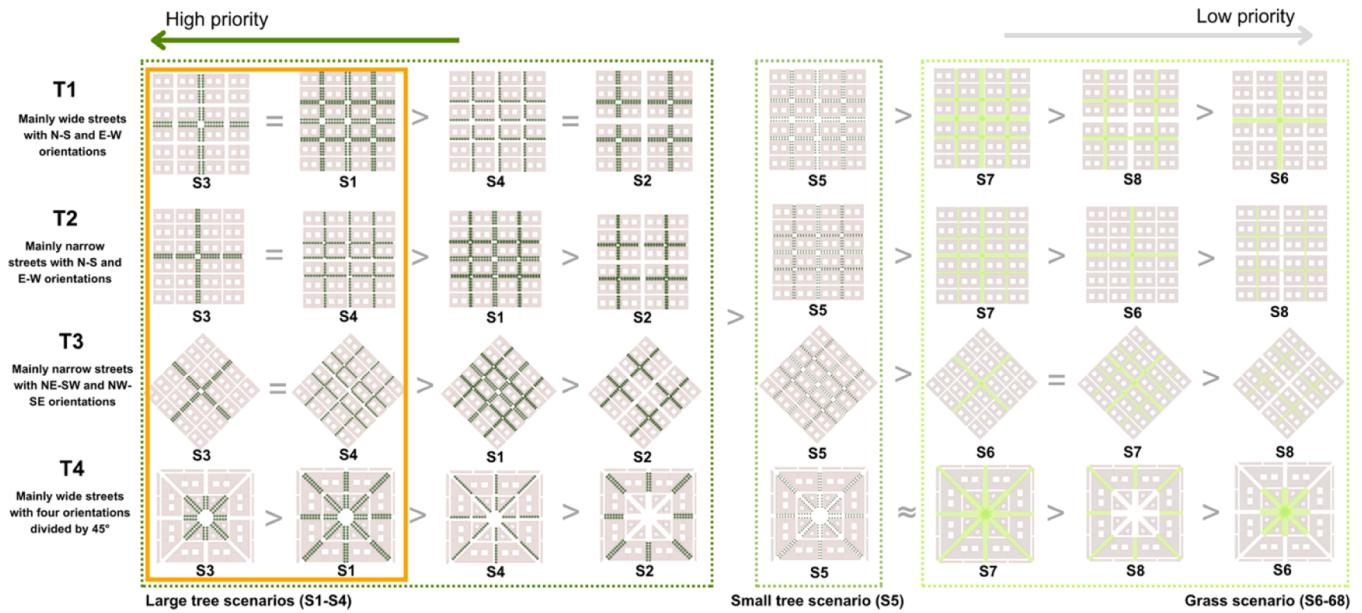 High priority
Low priority
T1
Mainly wide streets
with N-S and E-W
orientations
= > = > > >
S3 S1 S4 S2 S5 S7 S8 S6
T2
Mainly narrow
streets with N-S and
E-W orientations
= > > > > >
S3 S4 S1 S2 S5 S7 S6 S8
>
T3
Mainly narrow streets
with NE-SW and NW-
SE orientations
= > > > = >
S3 S4 S1 S2 S5 S6 S7 S8
T4
Mainly wide streets
with four orientations
divided by 45°
> > > ≈ > >
S3 S1 S4 S2 S5 S7 S8 S6
Large tree scenarios (S1-S4) Small tree scenario (S5) Grass scenario (S6-68)